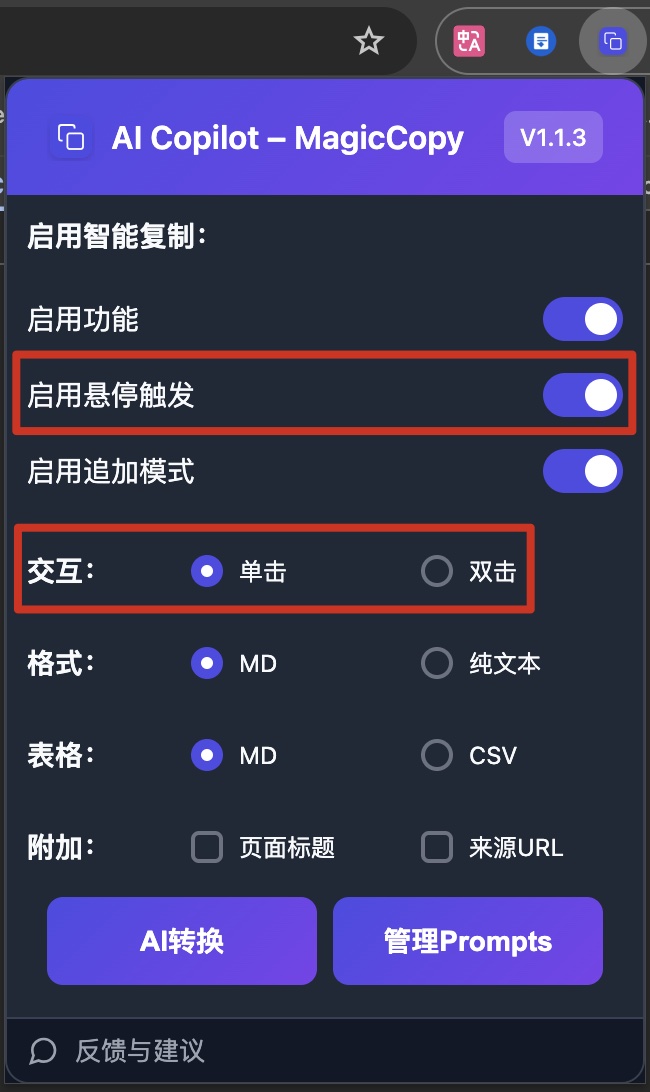 中A
AI Copilot – MagicCopy V1.1.3
启用智能复制：
启用功能
启用悬停触发
启用追加模式
交互： 单击 双击
格式： MD 纯文本
表格： MD CSV
附加： 页面标题 来源URL
AI转换 管理Prompts
反馈与建议